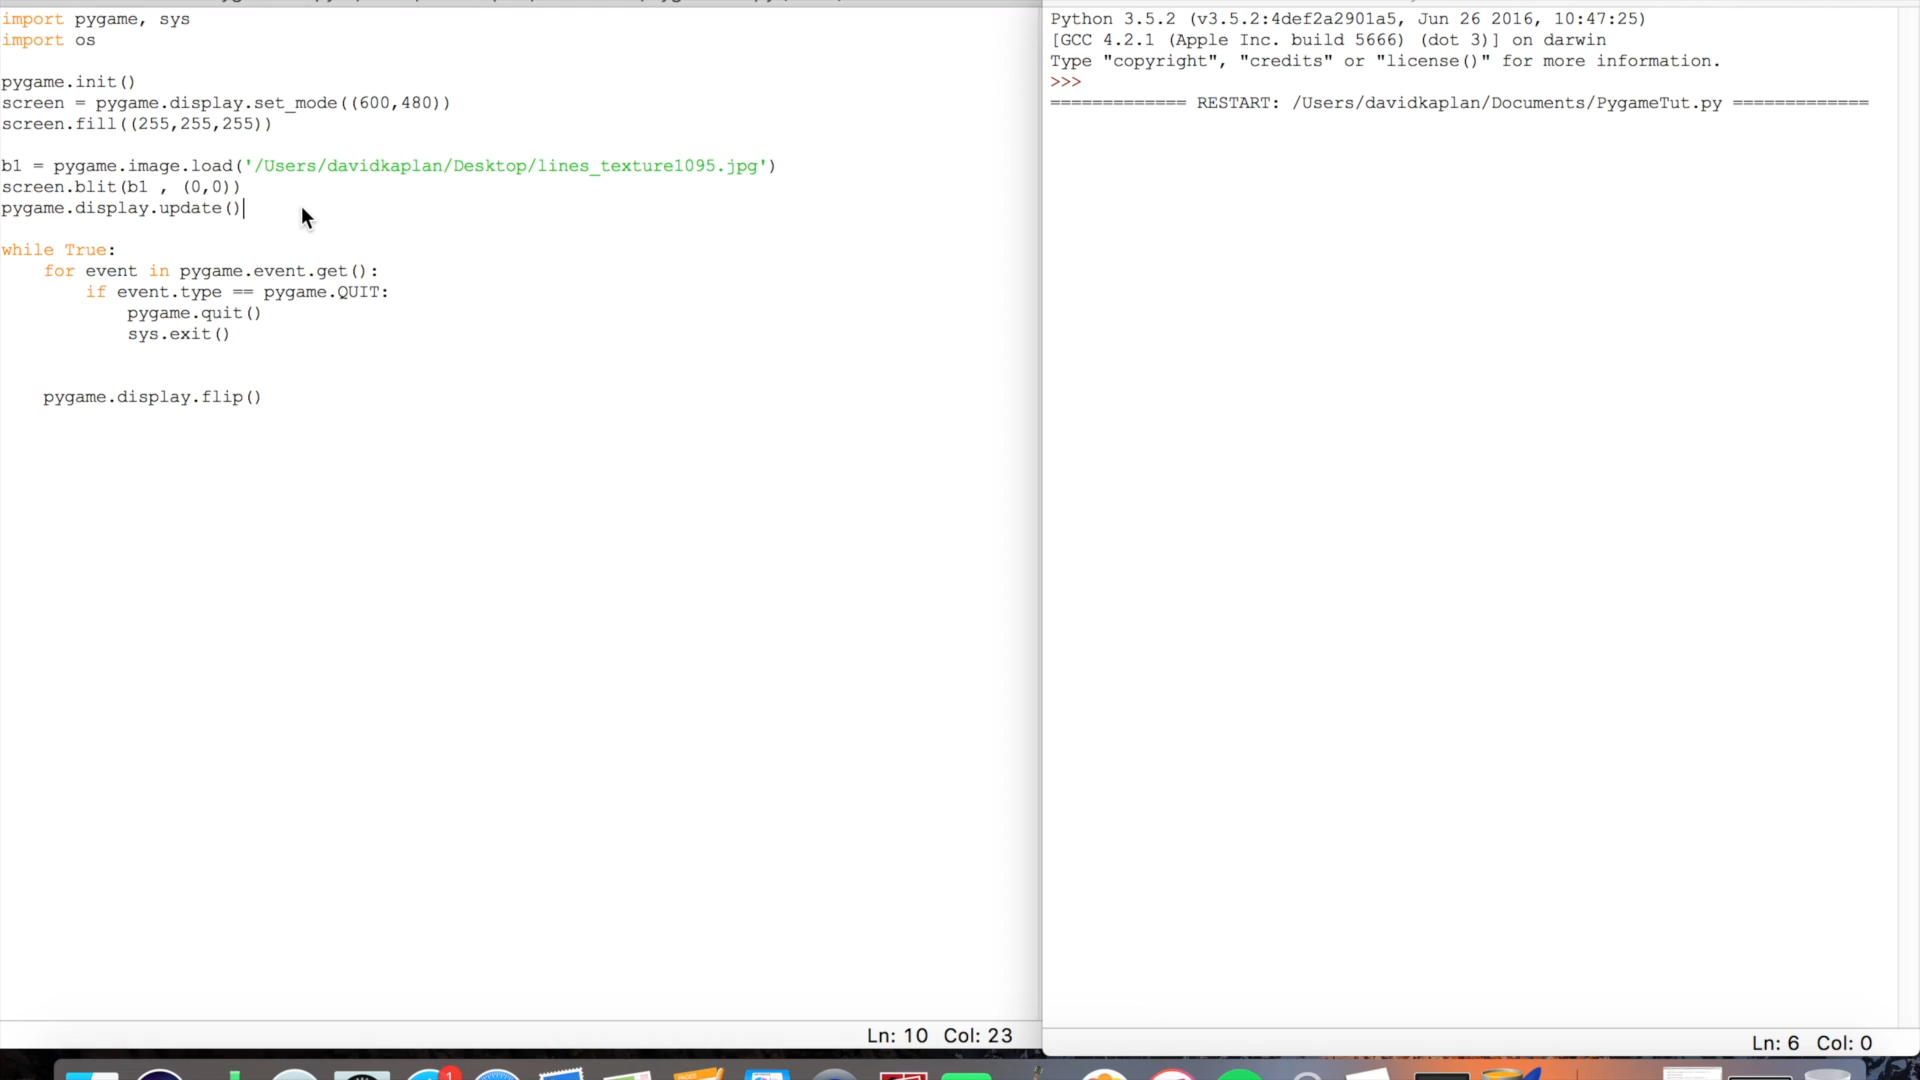 import pygame, sys
import os
pygame.init()
screen = pygame.display.set_mode((600,480))
screen.fill((255,255,255))
b1 = pygame.image.load('/Users/davidkaplan/Desktop/lines_texture1095.jpg')
screen.blit(b1 , (0,0))
pygame.display.update()
while True:
    for event in pygame.event.get():
        if event.type == pygame.QUIT:
            pygame.quit()
            sys.exit()
    pygame.display.flip()
Ln: 10 Col: 23
Python 3.5.2 (v3.5.2:4def2a2901a5, Jun 26 2016, 10:47:25)
[GCC 4.2.1 (Apple Inc. build 5666) (dot 3)] on darwin
Type "copyright", "credits" or "license()" for more information.
>>>
============= RESTART: /Users/davidkaplan/Documents/PygameTut.py =============
Ln: 6 Col: 0
1